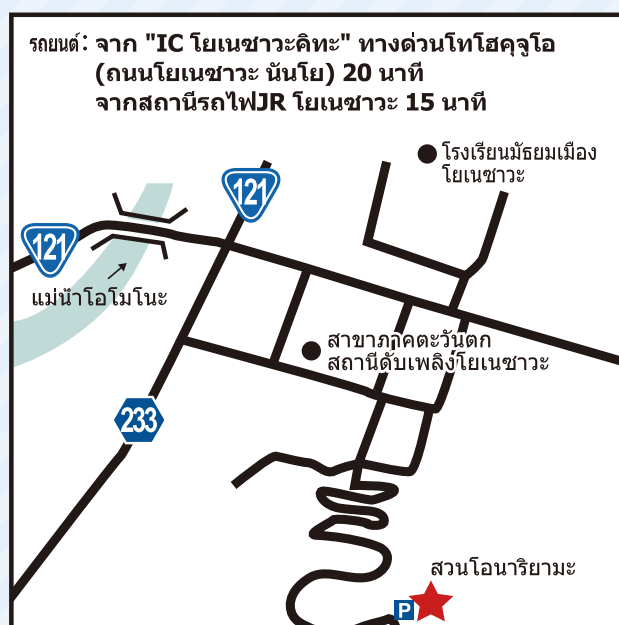 รถยนต์: จาก "IC โยเนซาวะคิทะ" ทางด่วนโทโฮคุจูโอ
(ถนนโยเนซาวะ นันโย) 20 นาที
จากสถานีรถไฟJR โยเนซาวะ 15 นาที
โรงเรียนมัธยมเมือง
โยเนซาวะ
121
121
แม่น้ำโอโมโนะ
สาขาภาคตะวันตก
สถานีดับเพลิงโยเนซาวะ
233
สวนโอนาริยามะ
P